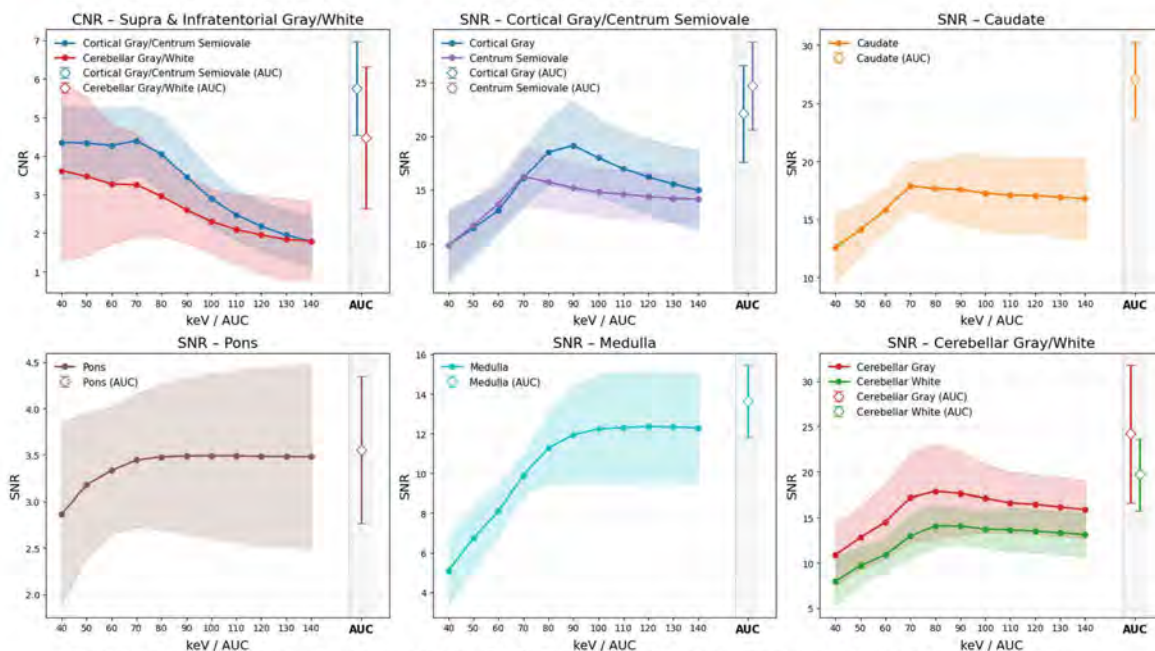 CNR – Supra & Infratentorial Gray/White
Cortical Gray/Centrum Semiovale
Cerebellar Gray/White
Cortical Gray/Centrum Semiovale (AUC)
Cerebellar Gray/White (AUC)
CNR
7
6
5
4
3
2
1
40 50 60 70 80 90 100 110 120 130 140 AUC
keV / AUC
SNR – Cortical Gray/Centrum Semiovale
Cortical Gray
Centrum Semiovale
Cortical Gray (AUC)
Centrum Semiovale (AUC)
SNR
25
20
15
10
40 50 60 70 80 90 100 110 120 130 140 AUC
keV / AUC
SNR – Caudate
Caudate
Caudate (AUC)
SNR
30
25
20
15
10
40 50 60 70 80 90 100 110 120 130 140 AUC
keV / AUC
SNR – Pons
Pons
Pons (AUC)
SNR
4.5
4.0
3.5
3.0
2.5
2.0
40 50 60 70 80 90 100 110 120 130 140 AUC
keV / AUC
SNR – Medulla
Medulla
Medulla (AUC)
SNR
16
14
12
10
8
6
4
40 50 60 70 80 90 100 110 120 130 140 AUC
keV / AUC
SNR – Cerebellar Gray/White
Cerebellar Gray
Cerebellar White
Cerebellar Gray (AUC)
Cerebellar White (AUC)
SNR
30
25
20
15
10
5
40 50 60 70 80 90 100 110 120 130 140 AUC
keV / AUC